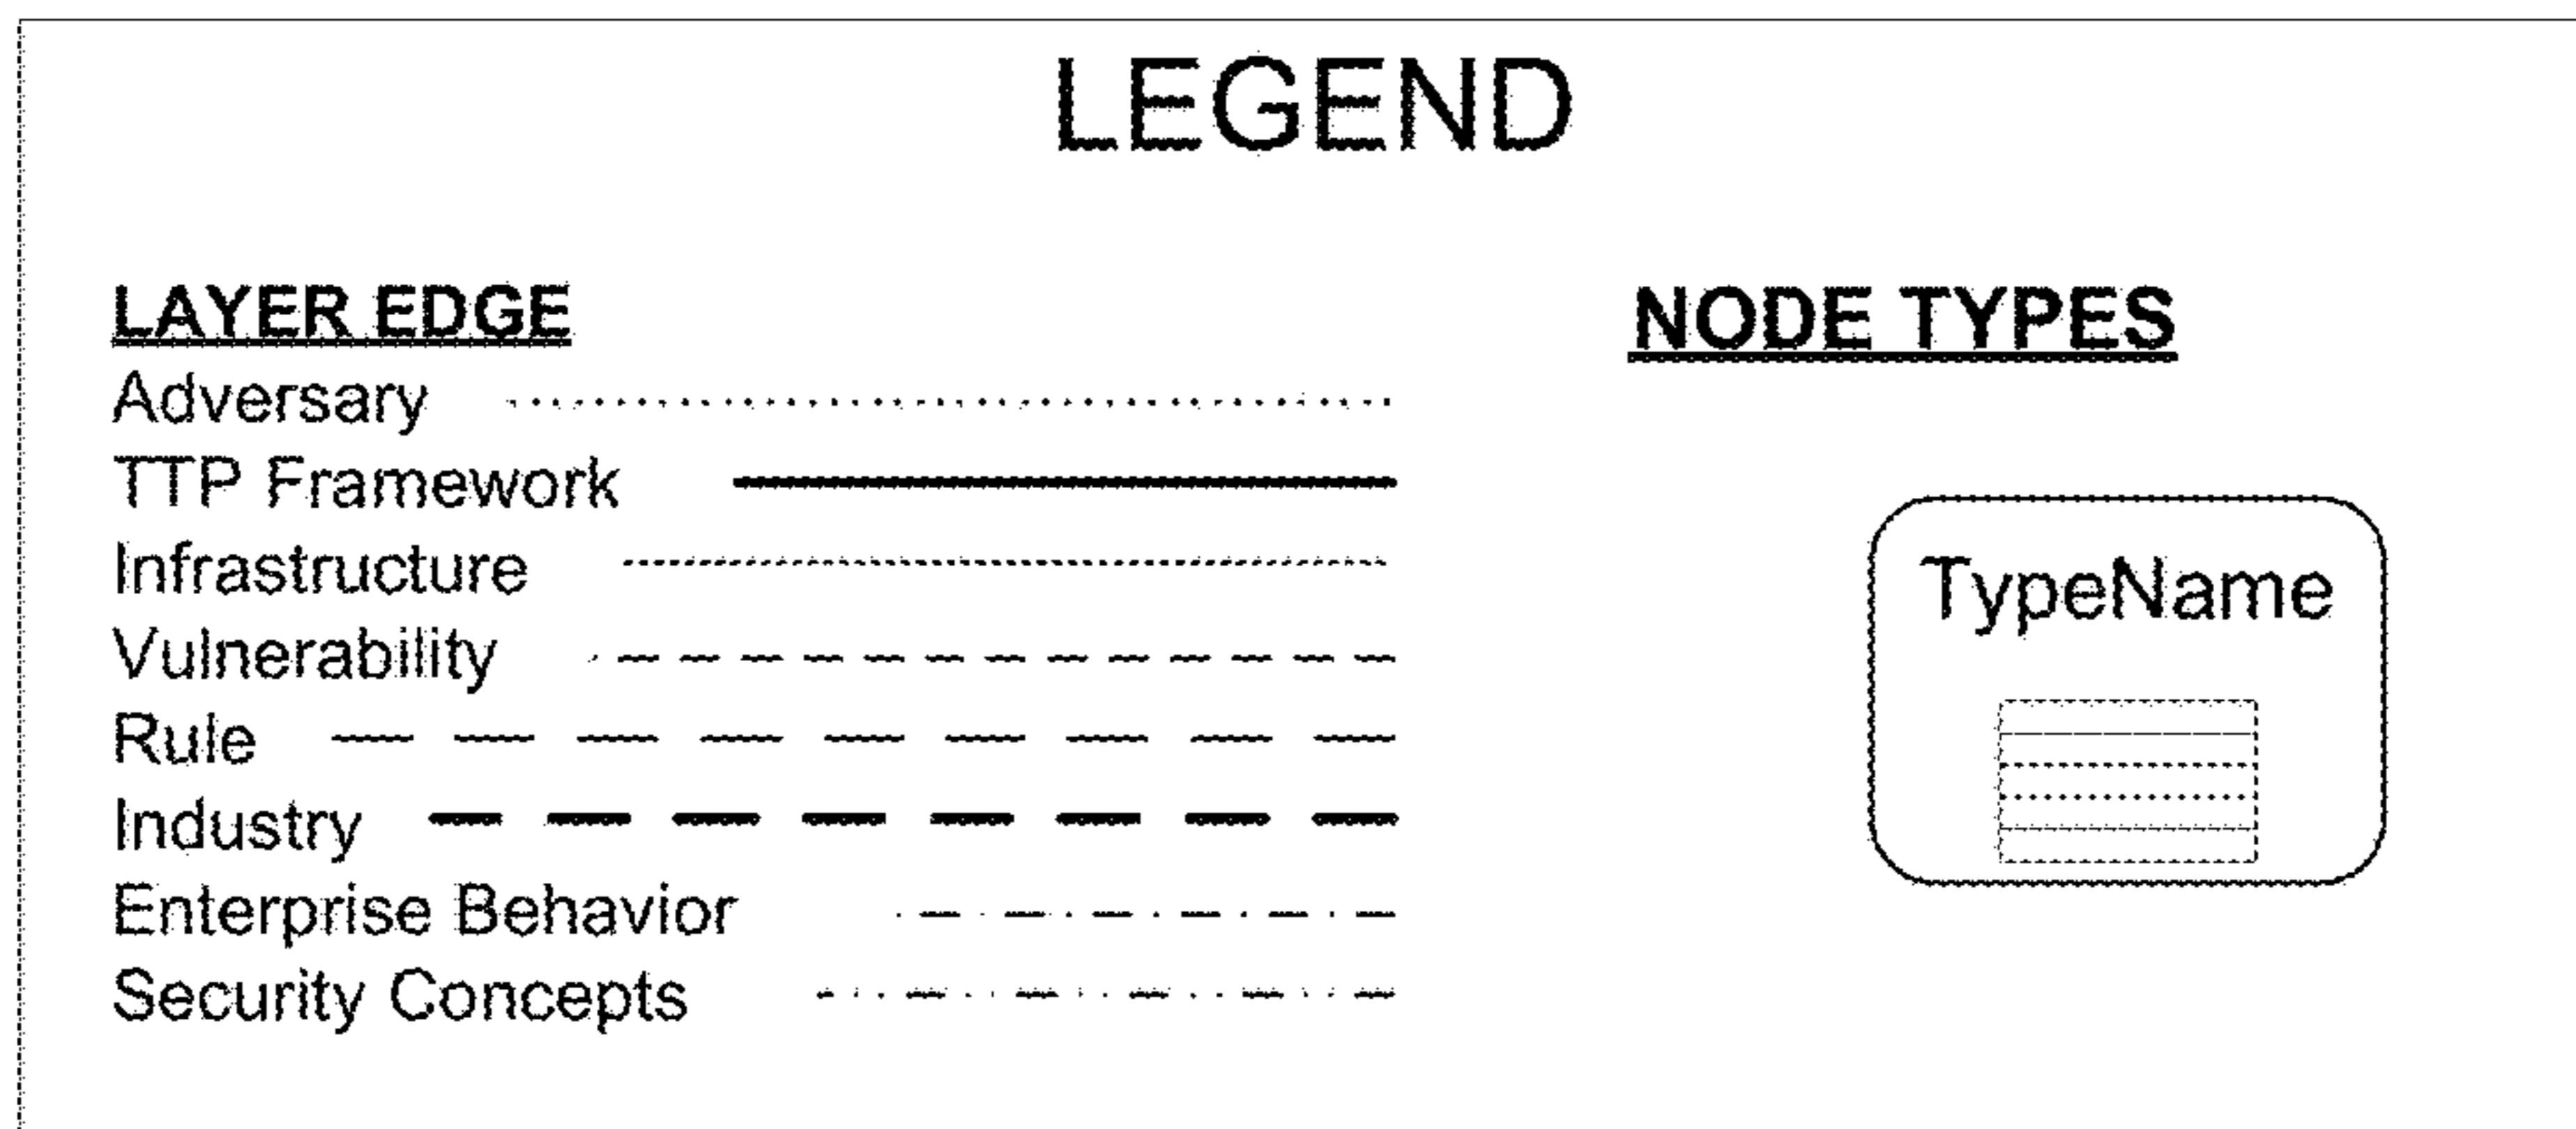 LEGEND
LAYER EDGE
Adversary
TTP Framework
Infrastructure
Vulnerability
Rule
Industry
Enterprise Behavior
Security Concepts
NODE TYPES
TypeName